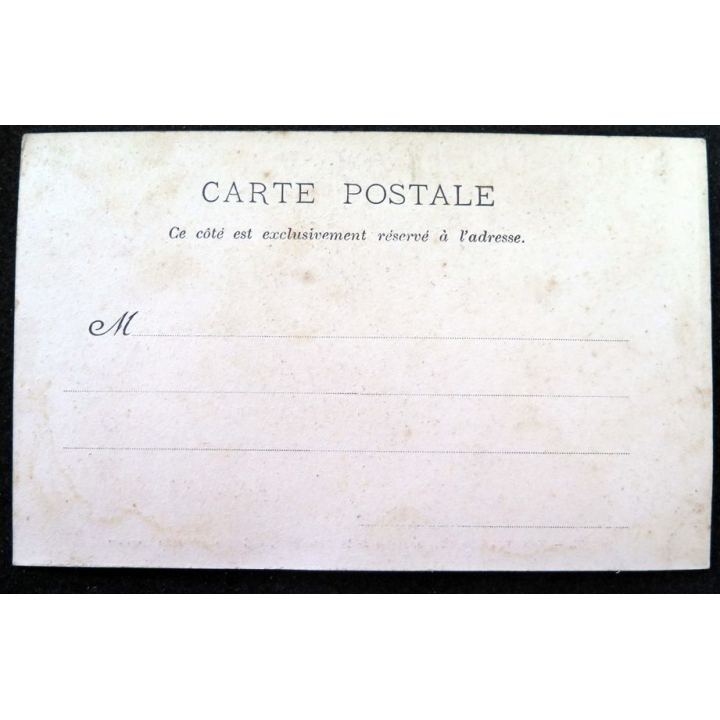 CARTE POSTALE
Ce côté est exclusivement réservé à l'adresse.
M